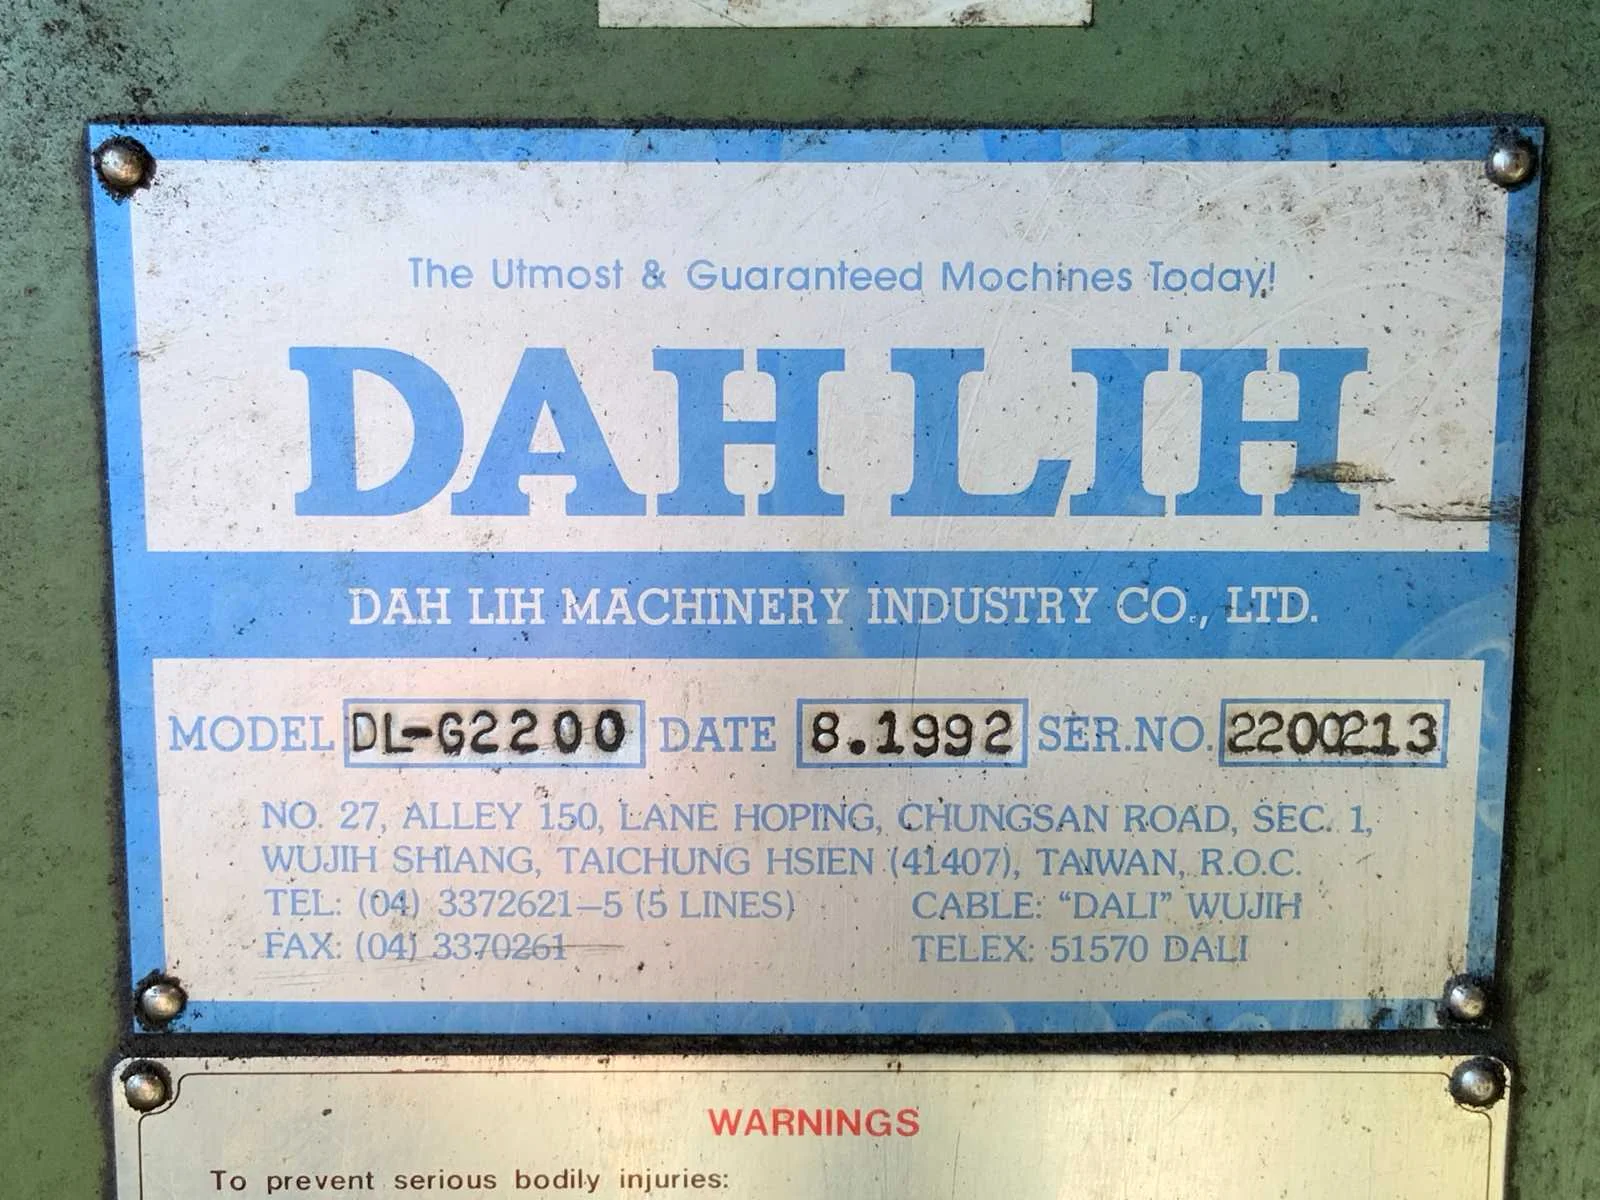 The Utmost & Guaranteed Mochines Today!
DAH LIH
DAH LIH MACHINERY INDUSTRY CO., LTD.
MODEL DL-G2200 DATE 8.1992 SER.NO. 2200213
NO. 27, ALLEY 150, LANE HOPING, CHUNGSAN ROAD, SEC. 1,
WUJIH SHIANG, TAICHUNG HSIEN (41407), TAIWAN, R.O.C.
TEL: (04) 3372621–5 (5 LINES) CABLE: “DALI” WUJIH
FAX: (04) 3370261 TELEX: 51570 DALI
WARNINGS
To prevent serious bodily injuries: